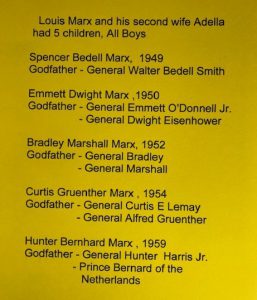 Louis Marx and his second wife Adella
had 5 children, All Boys
Spencer Bedell Marx, 1949
Godfather - General Walter Bedell Smith
Emmett Dwight Marx ,1950
Godfather - General Emmett O'Donnell Jr.
- General Dwight Eisenhower
Bradley Marshall Marx, 1952
Godfather - General Bradley
- General Marshall
Curtis Gruenther Marx , 1954
Godfather - General Curtis E Lemay
- General Alfred Gruenther
Hunter Bernhard Marx , 1959
Godfather - General Hunter Harris Jr.
- Prince Bernard of the
Netherlands